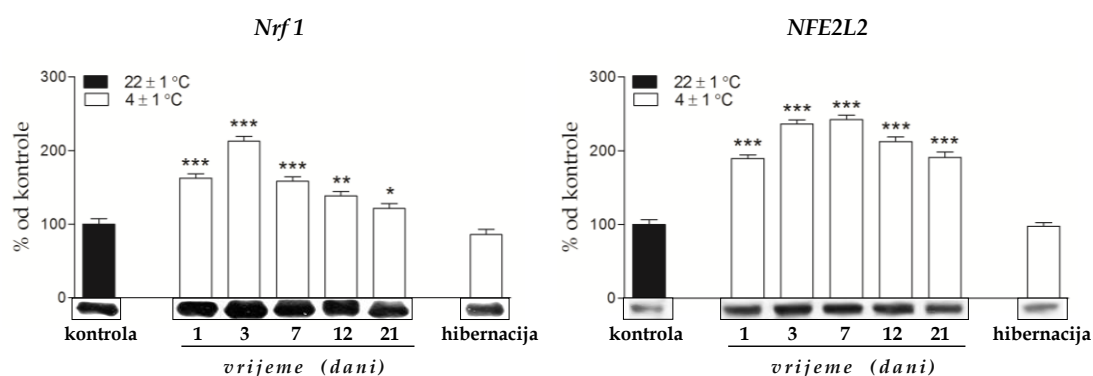 Nrf 1
300
22 ± 1 °C
4 ± 1 °C
200
100
0
% od kontrole
***
***
***
**
*
kontrola
1 3 7 12 21
hibernacija
vrijeme (dani)
NFE2L2
300
22 ± 1 °C
4 ± 1 °C
200
100
0
% od kontrole
***
***
***
***
***
kontrola
1 3 7 12 21
hibernacija
vrijeme (dani)